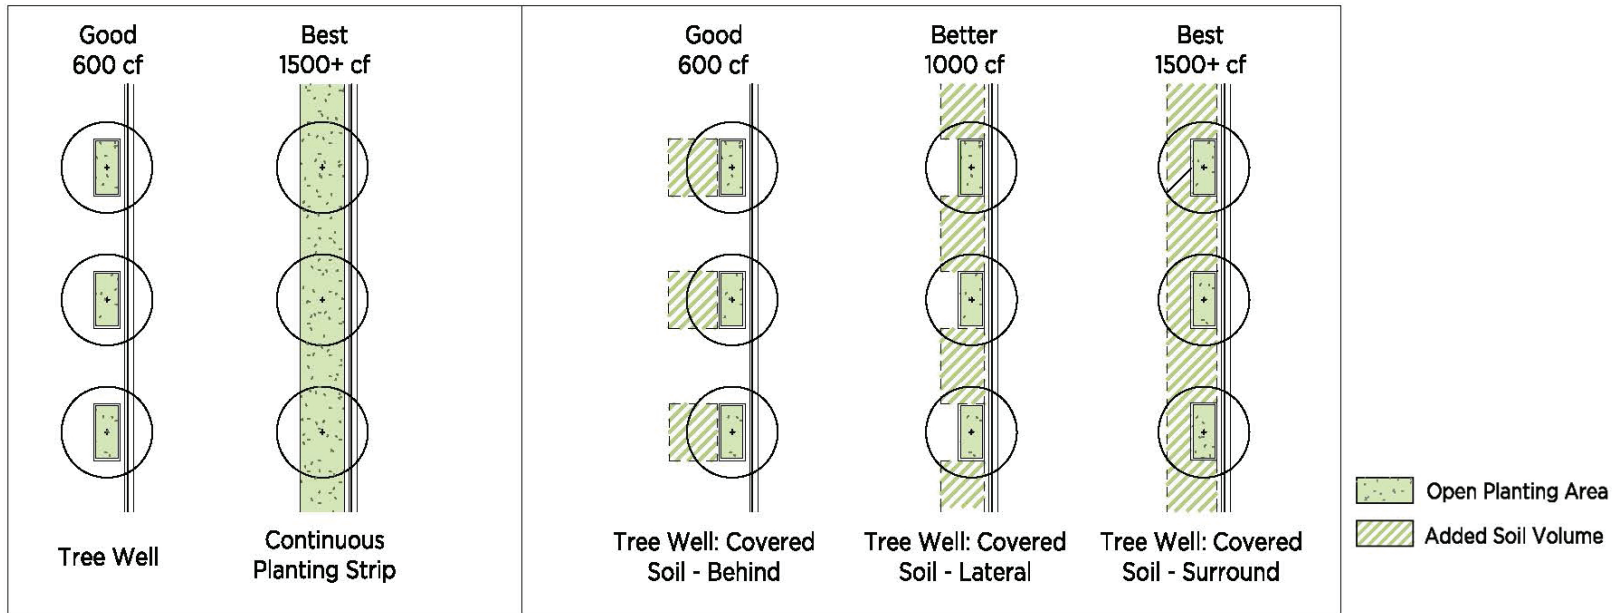 Good
600 cf
Best
1500+ cf
Good
600 cf
Better
1000 cf
Best
1500+ cf
Tree Well
Continuous
Planting Strip
Tree Well: Covered
Soil - Behind
Tree Well: Covered
Soil - Lateral
Tree Well: Covered
Soil - Surround
Open Planting Area
Added Soil Volume